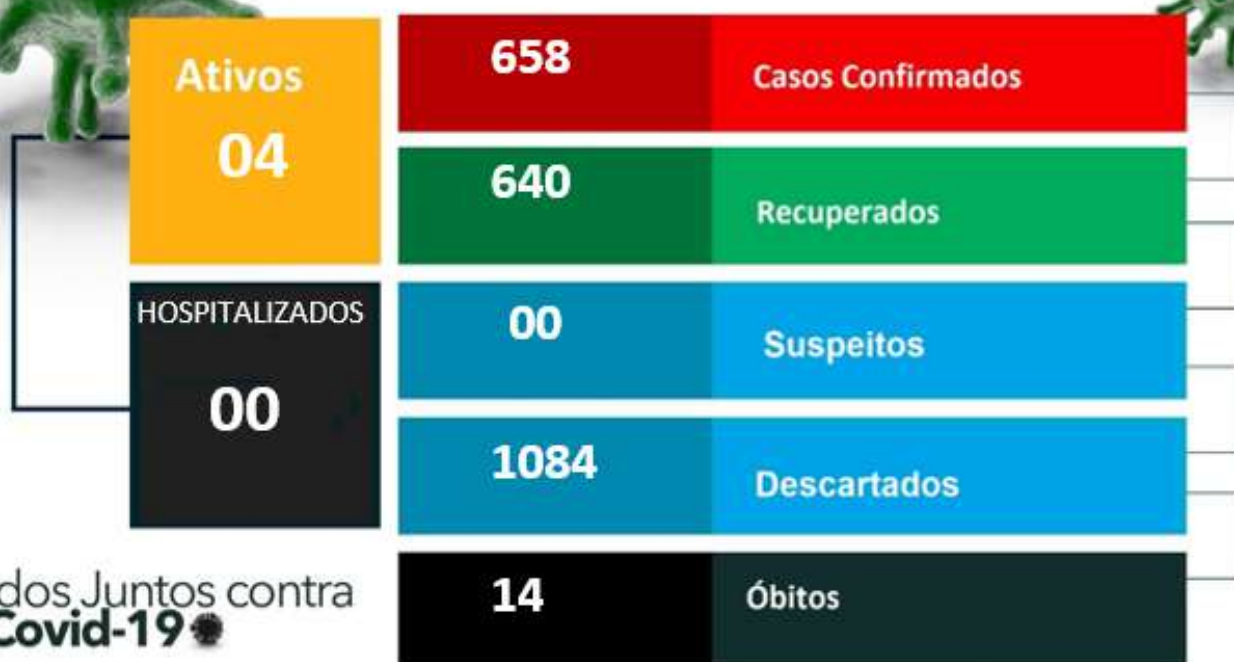 Ativos
04
HOSPITALIZADOS
00
658
Casos Confirmados
640
Recuperados
00
Suspeitos
1084
Descartados
14
Óbitos
dos Juntos contra
Covid-19